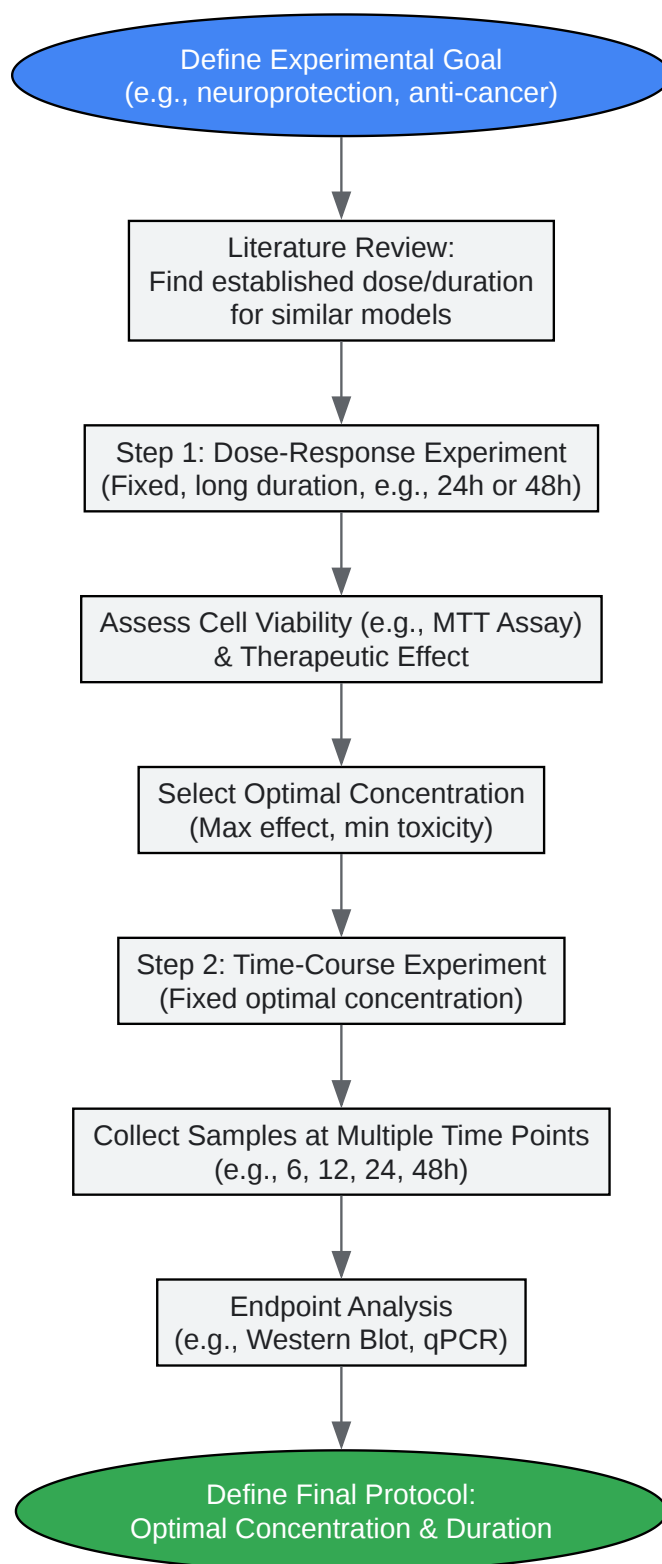 Define Experimental Goal
(e.g., neuroprotection, anti-cancer)
Literature Review:
Find established dose/duration
for similar models
Step 1: Dose-Response Experiment
(Fixed, long duration, e.g., 24h or 48h)
Assess Cell Viability (e.g., MTT Assay)
& Therapeutic Effect
Select Optimal Concentration
(Max effect, min toxicity)
Step 2: Time-Course Experiment
(Fixed optimal concentration)
Collect Samples at Multiple Time Points
(e.g., 6, 12, 24, 48h)
Endpoint Analysis
(e.g., Western Blot, qPCR)
Define Final Protocol:
Optimal Concentration & Duration